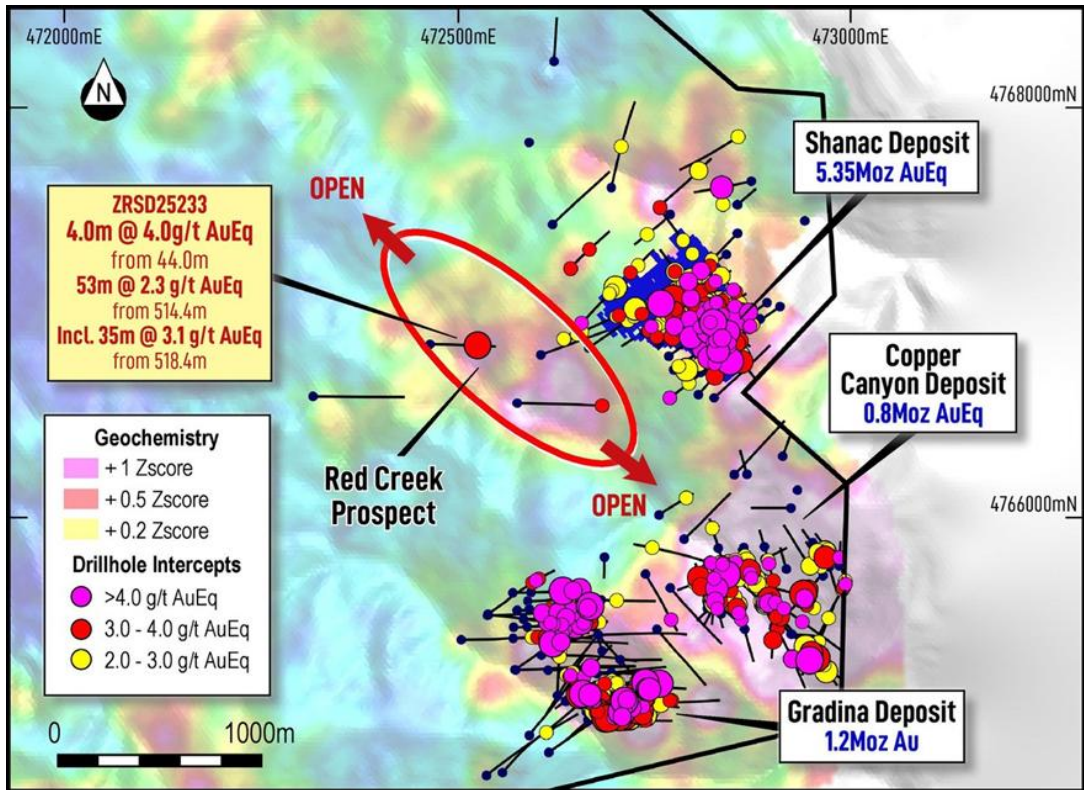 472000mE
472500mE
473000mE
N
4768000mN
Shanac Deposit
5.35Moz AuEq
OPEN
ZRSD25233
4.0m @ 4.0g/t AuEq
from 44.0m
53m @ 2.3 g/t AuEq
from 514.4m
Incl. 35m @ 3.1 g/t AuEq
from 518.4m
Copper
Canyon Deposit
0.8Moz AuEq
Red Creek
Prospect
OPEN
4766000mN
Geochemistry
+ 1 Zscore
+ 0.5 Zscore
+ 0.2 Zscore
Drillhole Intercepts
>4.0 g/t AuEq
3.0 - 4.0 g/t AuEq
2.0 - 3.0 g/t AuEq
0 1000m
Gradina Deposit
1.2Moz Au